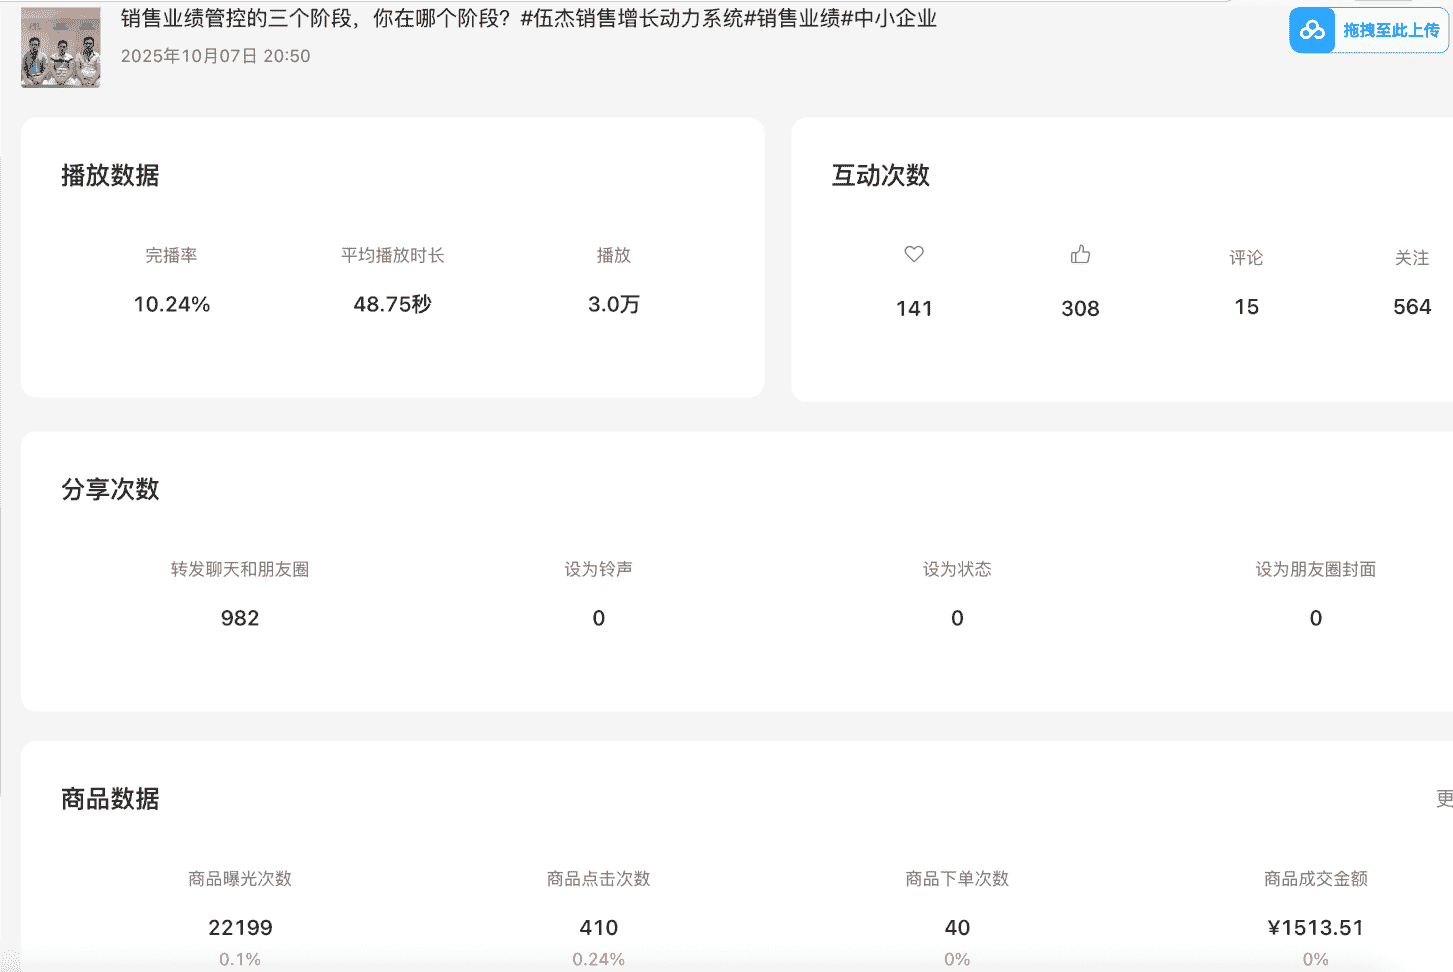 销售业绩管控的三个阶段，你在哪个阶段？#伍杰销售增长动力系统#销售业绩#中小企业
2025年10月07日 20:50
拖拽至此上传
播放数据
完播率 平均播放时长 播放
10.24% 48.75秒 3.0万
互动次数
评论 关注
141 308 15 564
分享次数
转发聊天和朋友圈 设为铃声 设为状态 设为朋友圈封面
982 0 0 0
商品数据
更
商品曝光次数 商品点击次数 商品下单次数 商品成交金额
22199 410 40 ¥1513.51
0.1% 0.24% 0% 0%